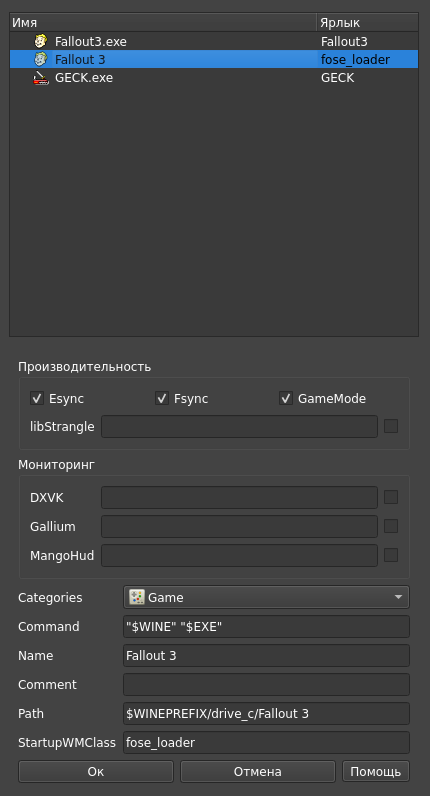 Имя Ярлык
Fallout3.exe Fallout3
Fallout 3 fose_loader
GECK.exe GECK
Производительность
Esync Fsync GameMode
libStrangle
Мониторинг
DXVK
Gallium
MangoHud
Categories Game
Command "$WINE" "$EXE"
Name Fallout 3
Comment
Path $WINEPREFIX/drive_c/Fallout 3
StartupWMClass fose_loader
Ок Отмена Помощь